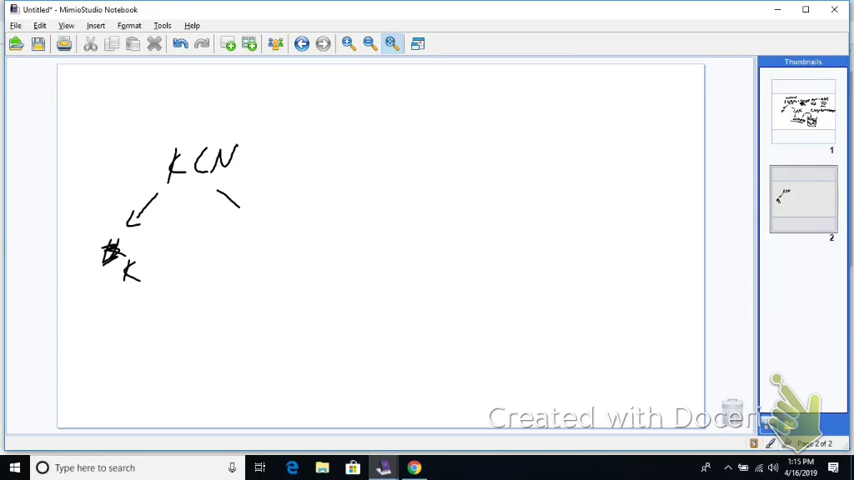 Untitled* - MimioStudio Notebook
File Edit View Insert Format Tools Help
Thumbnails
KCN
K
1
2
Created with Doceri
Page 2 of 2
Type here to search
1:15 PM
4/16/2019